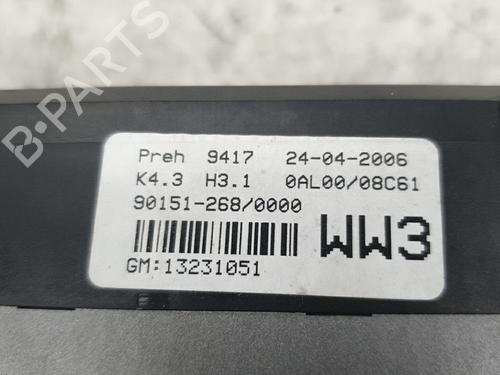 Preh 9417 24-04-2006
K4.3 H3.1 0AL00/08C61
90151-268/0000
WW3
GM:13231051
B-PARTS